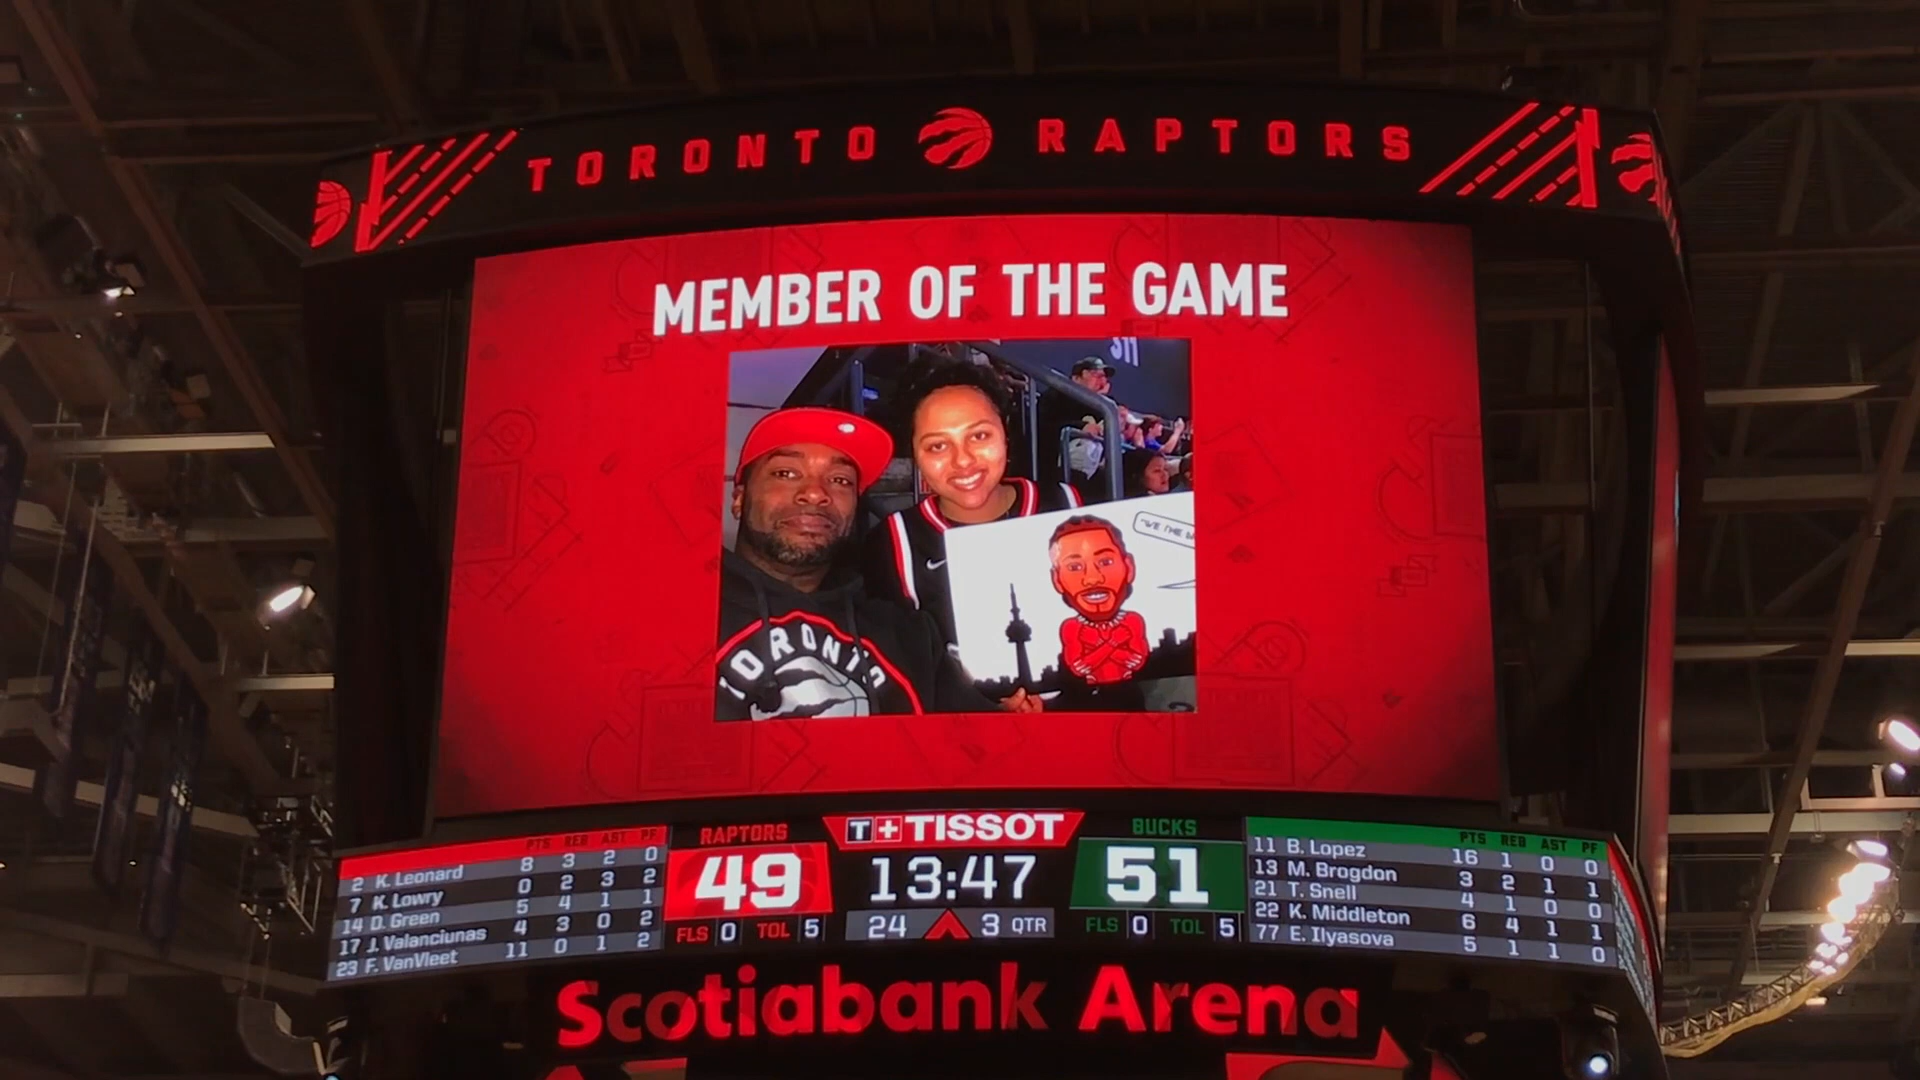 TORONTO RAPTORS
MEMBER OF THE GAME
311
"WE THE
TORONTO
PTS REB AST PF
2 K. Leonard 8 3 2 0
7 K. Lowry 0 2 3 2
14 D. Green 5 4 1 1
17 J. Valanciunas 4 3 0 2
23 F. VanVleet 11 0 1 2
RAPTORS
49
FLS 0 TOL 5
T+TISSOT
13:47
24 3 QTR
BUCKS
51
FLS 0 TOL 5
PTS REB AST PF
11 B. Lopez 16 1 0 0
13 M. Brogdon 3 2 1 1
21 T. Snell 4 1 0 0
22 K. Middleton 6 4 1 1
77 E. Ilyasova 5 1 1 0
Scotiabank Arena